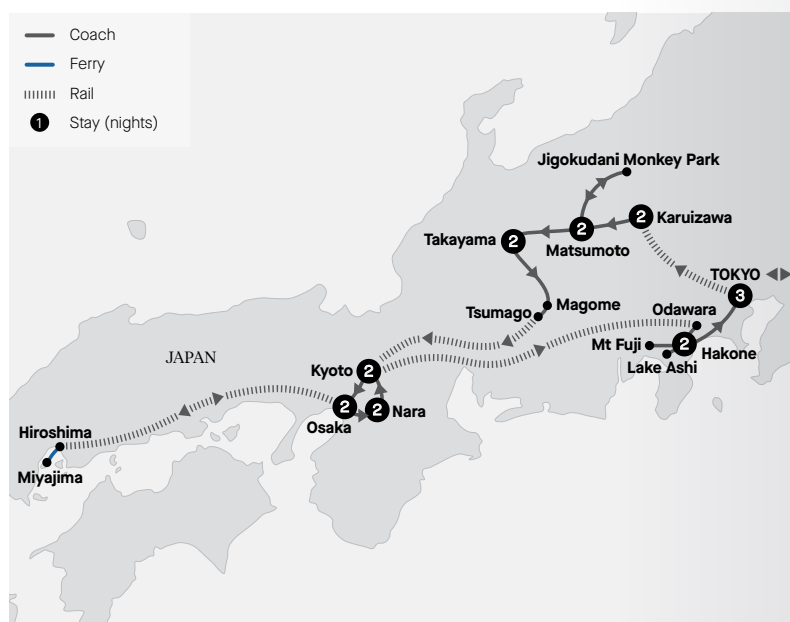 Coach
Ferry
Rail
1 Stay (nights)
Jigokudani Monkey Park
2 Karuizawa
Takayama 2
2
Matsumoto
TOKYO
3
Tsumago
Magome
Odawara
Mt Fuji
2
Hakone
Lake Ashi
JAPAN
Kyoto 2
2
Osaka
2 Nara
Hiroshima
Miyajima